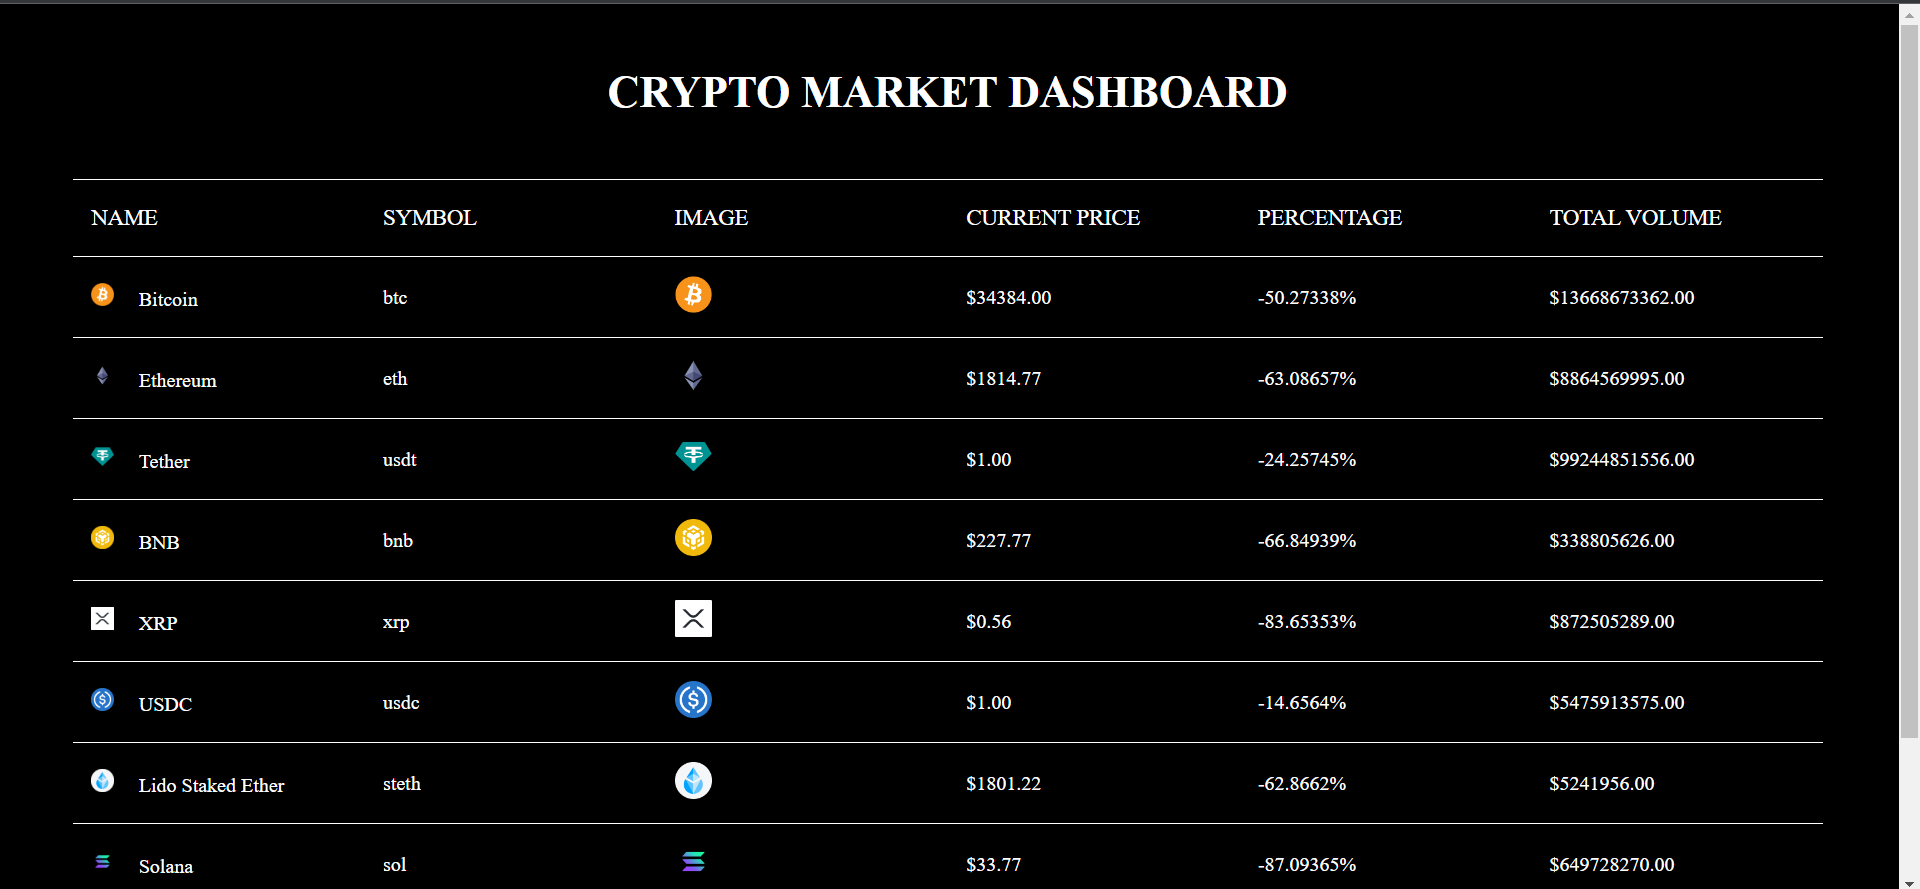 CRYPTO MARKET DASHBOARD
NAME SYMBOL IMAGE CURRENT PRICE PERCENTAGE TOTAL VOLUME
Bitcoin btc $34384.00 -50.27338% $13668673362.00
Ethereum eth $1814.77 -63.08657% $8864569995.00
Tether usdt $1.00 -24.25745% $99244851556.00
BNB bnb $227.77 -66.84939% $338805626.00
XRP xrp $0.56 -83.65353% $872505289.00
USDC usdc $1.00 -14.6564% $5475913575.00
Lido Staked Ether steth $1801.22 -62.8662% $5241956.00
Solana sol $33.77 -87.09365% $649728270.00